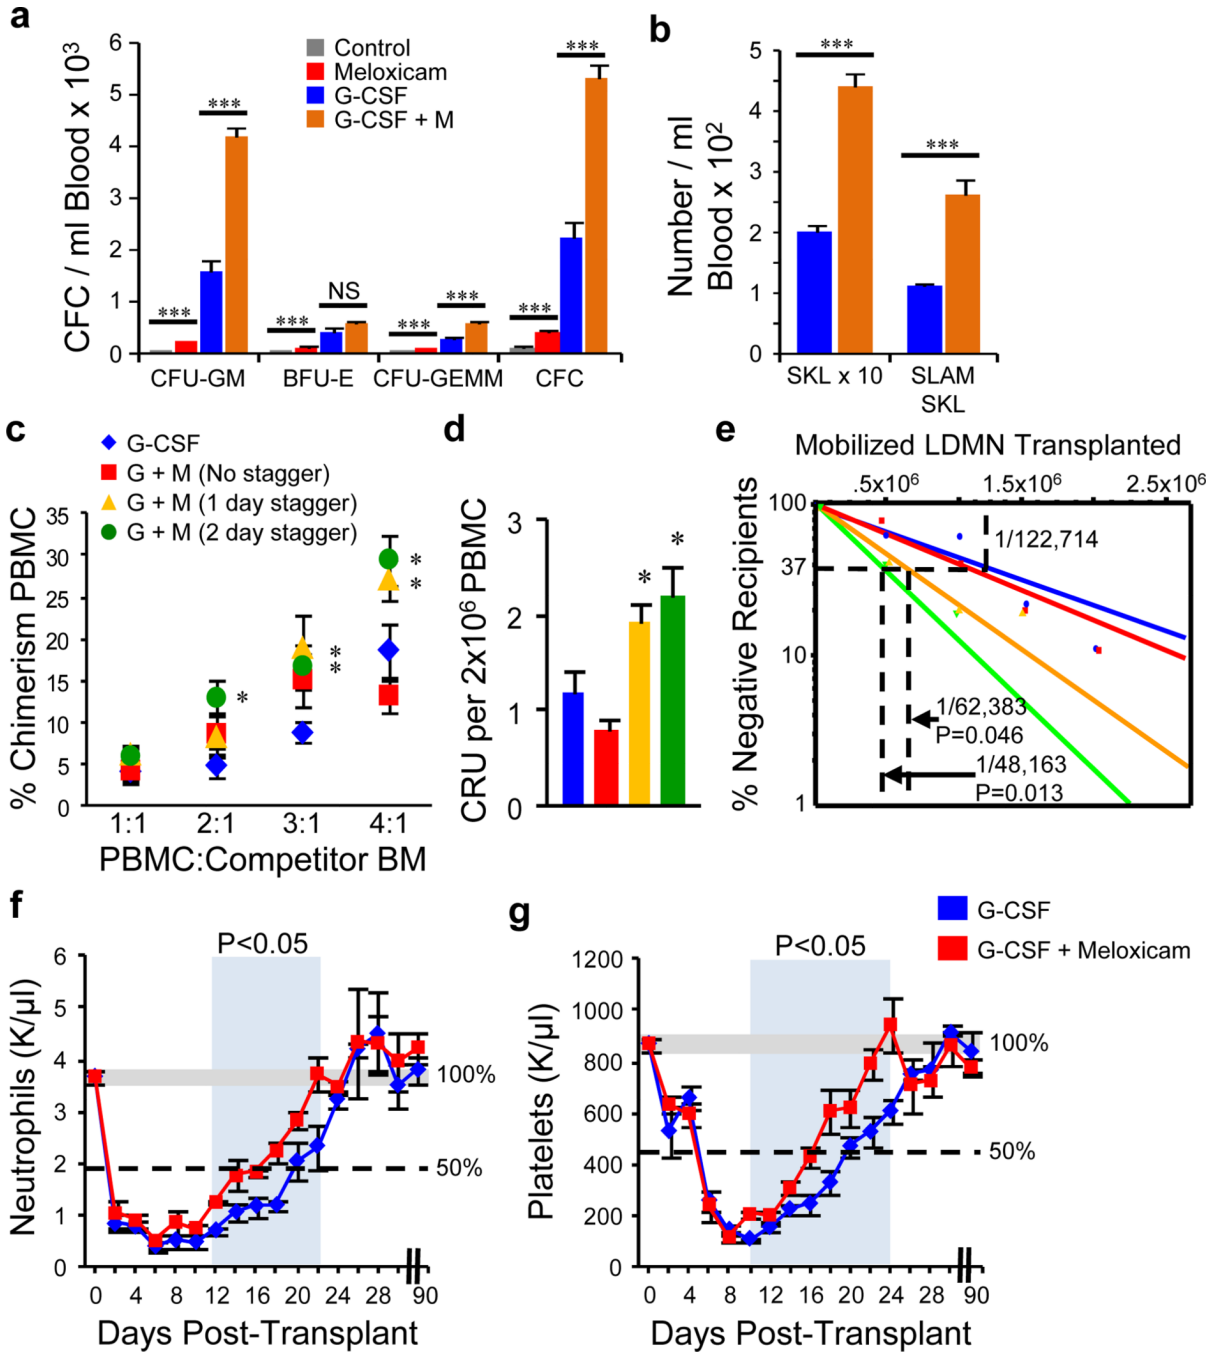 a
CFC / ml Blood x 10³
6
5
4
3
2
1
0
Control
Meloxicam
G-CSF
G-CSF + M
***
***
***
NS
***
***
***
***
CFU-GM BFU-E CFU-GEMM CFC
b
Number / ml
Blood x 10²
5
4
3
2
1
0
***
***
SKL x 10 SLAM
SKL
c
G-CSF
G + M (No stagger)
G + M (1 day stagger)
G + M (2 day stagger)
% Chimerism PBMC
35
30
25
20
15
10
5
0
*
*
*
*
*
1:1 2:1 3:1 4:1
PBMC:Competitor BM
d
CRU per 2x10⁶ PBMC
3
2
1
0
*
*
e
Mobilized LDMN Transplanted
.5x10⁶ 1.5x10⁶ 2.5x10⁶
% Negative Recipients
100
37
10
1
1/122,714
1/62,383
P=0.046
1/48,163
P=0.013
f
P<0.05
Neutrophils (K/µl)
6
5
4
3
2
1
0
100%
50%
0 4 8 12 16 20 24 28 90
Days Post-Transplant
g
G-CSF
G-CSF + Meloxicam
P<0.05
Platelets (K/µl)
1200
1000
800
600
400
200
0
100%
50%
0 4 8 12 16 20 24 28 90
Days Post-Transplant